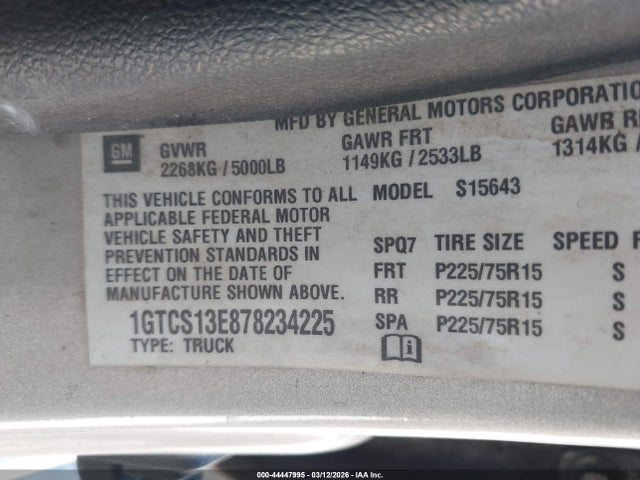 MFD BY GENERAL MOTORS CORPORATION
GM GVWR GAWR FRT GAWR
2268KG / 5000LB 1149KG / 2533LB 1314KG /
THIS VEHICLE CONFORMS TO ALL MODEL S15643
APPLICABLE FEDERAL MOTOR
VEHICLE SAFETY AND THEFT SPQ7 TIRE SIZE SPEED
PREVENTION STANDARDS IN FRT P225/75R15 S
EFFECT ON THE DATE OF RR P225/75R15 S
MANUFACTURE SHOWN ABOVE. SPA P225/75R15 S
1GTCS13E878234225
TYPE: TRUCK
000-44447995 - 03/12/2026 - IAA Inc.